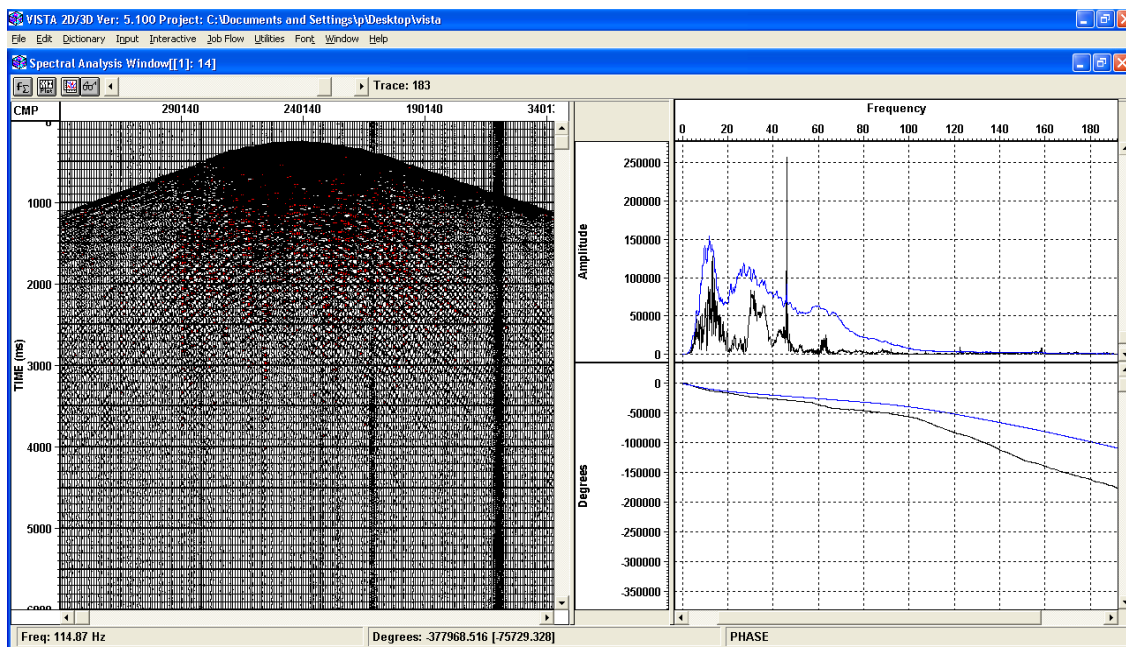 VISTA 2D/3D Ver: 5.100 Project: C:\Documents and Settings\p\Desktop\vista
File Edit Dictionary Input Interactive Job Flow Utilities Font Window Help
Spectral Analysis Window[[1]: 14]
Trace: 183
CMP 290140 240140 190140 3401
0
1000
2000
3000
4000
5000
TIME (ms)
Frequency
0 20 40 60 80 100 120 140 160 180
Amplitude
250000
200000
150000
100000
50000
0
Degrees
0
-50000
-100000
-150000
-200000
-250000
-300000
-350000
Freq: 114.87 Hz Degrees: -377968.516 [-75729.328] PHASE